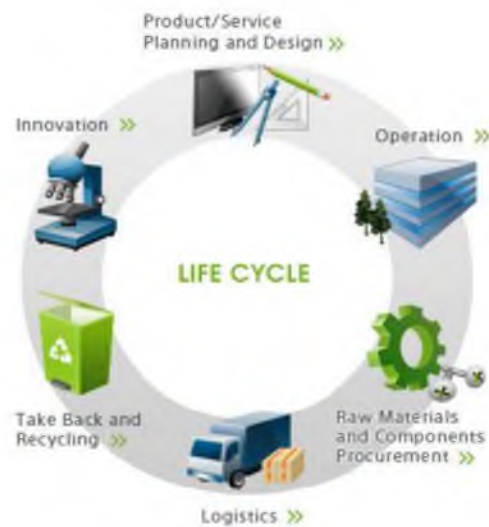 Product/Service
Planning and Design »
Innovation »
Operation »
LIFE CYCLE
Take Back and
Recycling »
Raw Materials
and Components
Procurement »
Logistics »